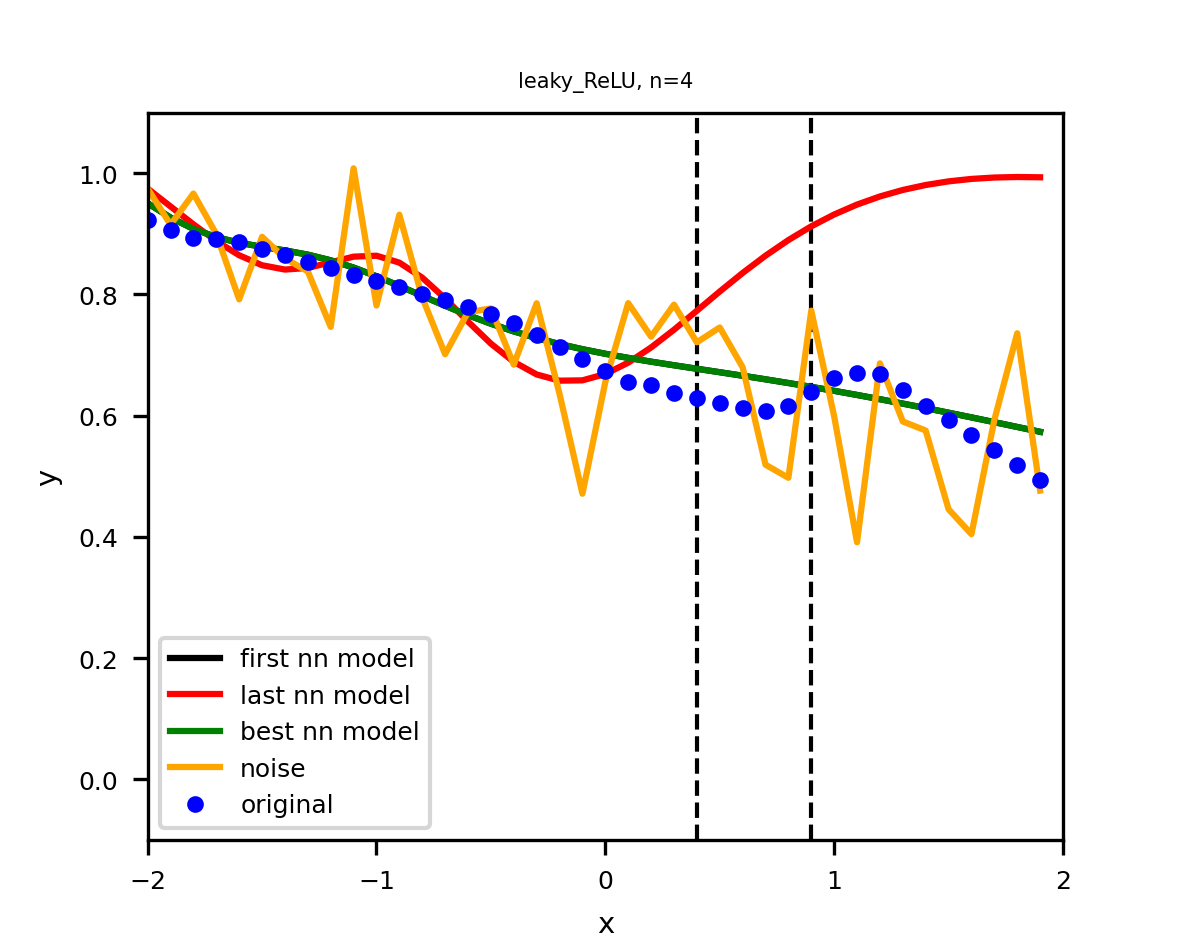 leaky_ReLU, n=4
y
1.0
0.8
0.6
0.4
0.2
0.0
first nn model
last nn model
best nn model
noise
original
−2
−1
0
1
2
x